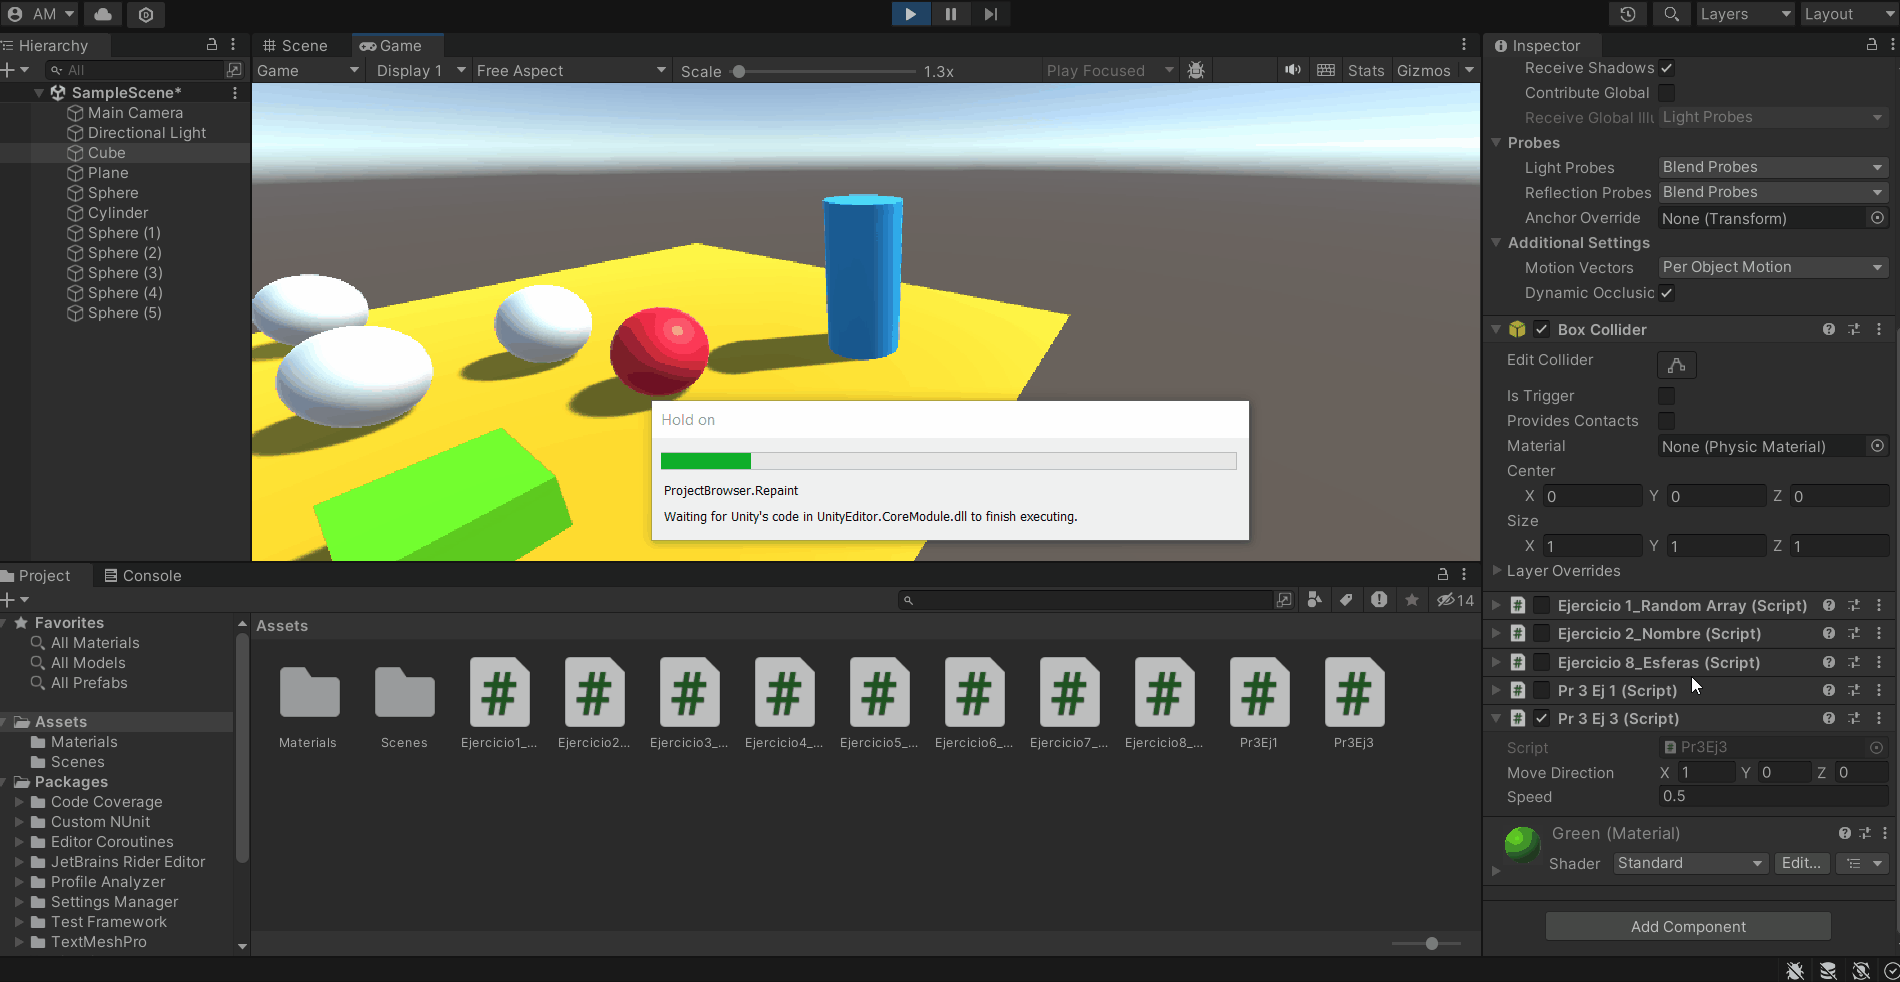 AM
Layers
Layout
Hierarchy
All
SampleScene*
Main Camera
Directional Light
Cube
Plane
Sphere
Cylinder
Sphere (1)
Sphere (2)
Sphere (3)
Sphere (4)
Sphere (5)
Scene
Game
Game
Display 1
Free Aspect
Scale
1.3x
Play Focused
Stats
Gizmos
Hold on
ProjectBrowser.Repaint
Waiting for Unity's code in UnityEditor.CoreModule.dll to finish executing.
Project
Console
14
Favorites
All Materials
All Models
All Prefabs
Assets
Materials
Scenes
Packages
Code Coverage
Custom NUnit
Editor Coroutines
JetBrains Rider Editor
Profile Analyzer
Settings Manager
Test Framework
TextMeshPro
Assets
Materials
Scenes
Ejercicio1_...
Ejercicio2...
Ejercicio3_...
Ejercicio4_...
Ejercicio5_...
Ejercicio6_...
Ejercicio7_...
Ejercicio8_...
Pr3Ej1
Pr3Ej3
Inspector
Receive Shadows
Contribute Global
Receive Global Illu
Light Probes
Probes
Light Probes
Blend Probes
Reflection Probes
Blend Probes
Anchor Override
None (Transform)
Additional Settings
Motion Vectors
Per Object Motion
Dynamic Occlusic
Box Collider
Edit Collider
Is Trigger
Provides Contacts
Material
None (Physic Material)
Center
X 0 Y 0 Z 0
Size
X 1 Y 1 Z 1
Layer Overrides
Ejercicio 1_Random Array (Script)
Ejercicio 2_Nombre (Script)
Ejercicio 8_Esferas (Script)
Pr 3 Ej 1 (Script)
Pr 3 Ej 3 (Script)
Script
Pr3Ej3
Move Direction
X 1 Y 0 Z 0
Speed
0.5
Green (Material)
Shader
Standard
Edit...
Add Component